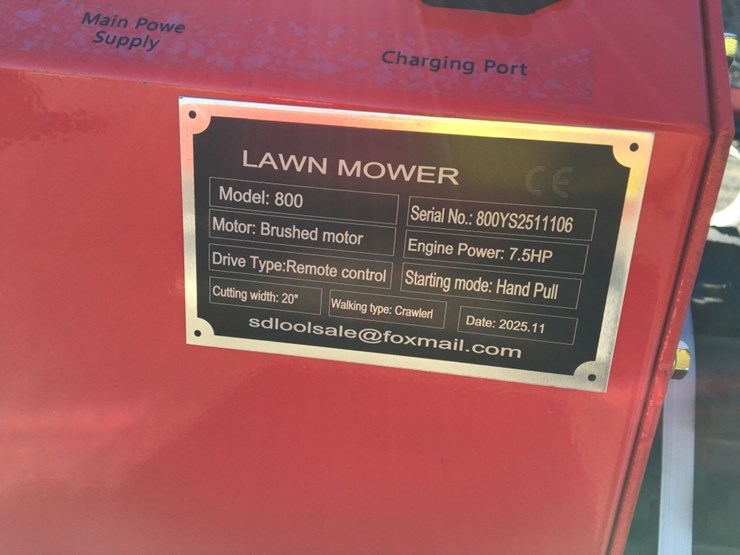 Main Powe
Supply
Charging Port
LAWN MOWER
CE
Model: 800
Serial No.: 800YS2511106
Motor: Brushed motor
Engine Power: 7.5HP
Drive Type:Remote control
Starting mode: Hand Pull
Cutting width: 20"
Walking type: Crawlerl
Date: 2025.11
sdloolsale@foxmail.com